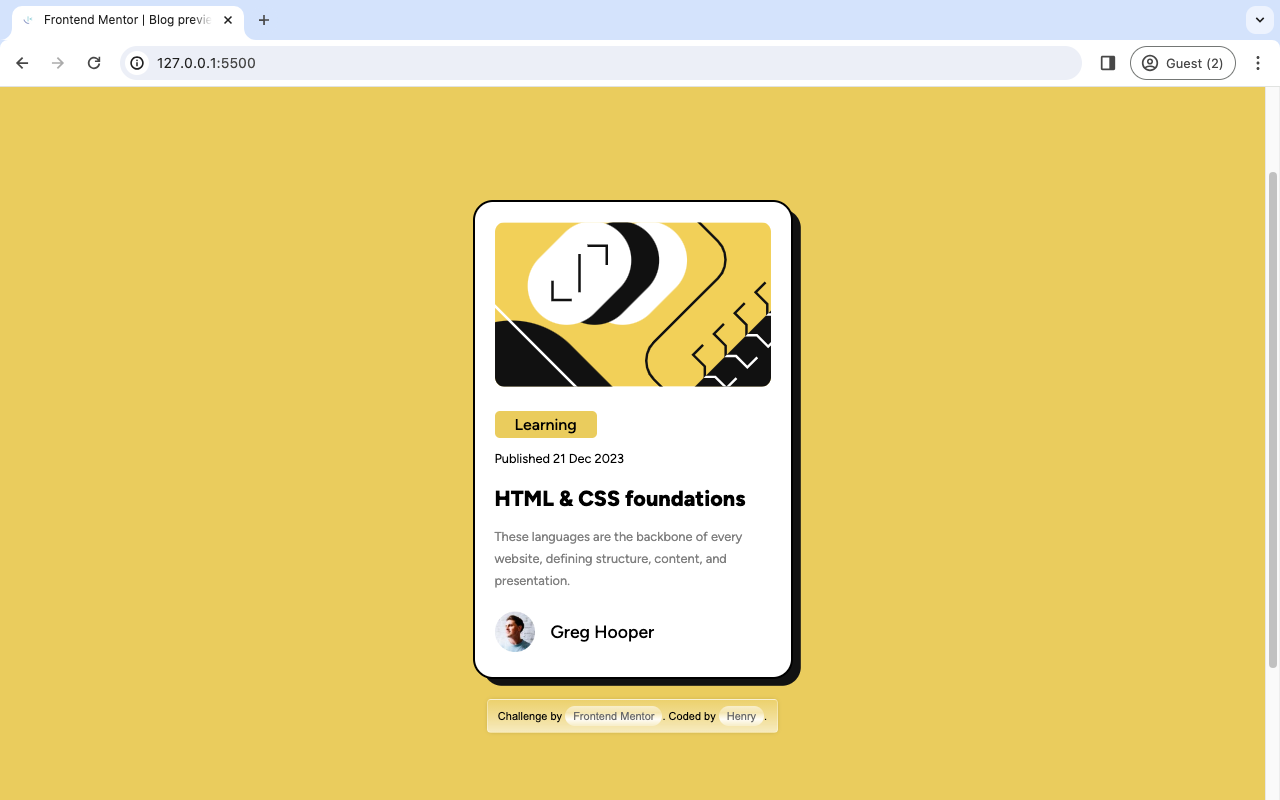 Frontend Mentor | Blog previe
127.0.0.1:5500
Guest (2)
Learning
Published 21 Dec 2023
HTML & CSS foundations
These languages are the backbone of every
website, defining structure, content, and
presentation.
Greg Hooper
Challenge by Frontend Mentor. Coded by Henry.